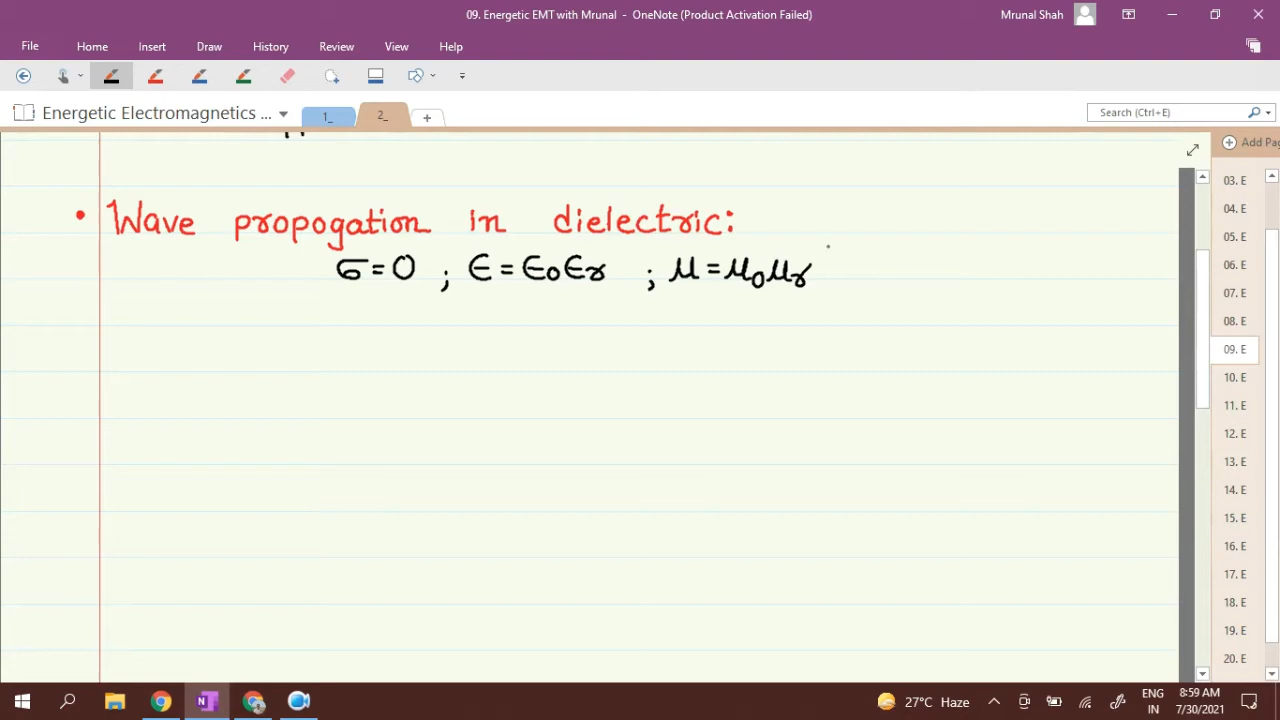 09. Energetic EMT with Mrunal - OneNote (Product Activation Failed)
Mrunal Shah
File Home Insert Draw History Review View Help
Energetic Electromagnetics ... 1_ 2_ +
Search (Ctrl+E)
Add Pag
• Wave propogation in dielectric:
σ=0 ; ϵ=ϵ0ϵr ; μ=μ0μr
03. E
04. E
05. E
06. E
07. E
08. E
09. E
10. E
11. E
12. E
13. E
14. E
15. E
16. E
17. E
18. E
19. E
20. E
27°C Haze
ENG
IN
8:59 AM
7/30/2021